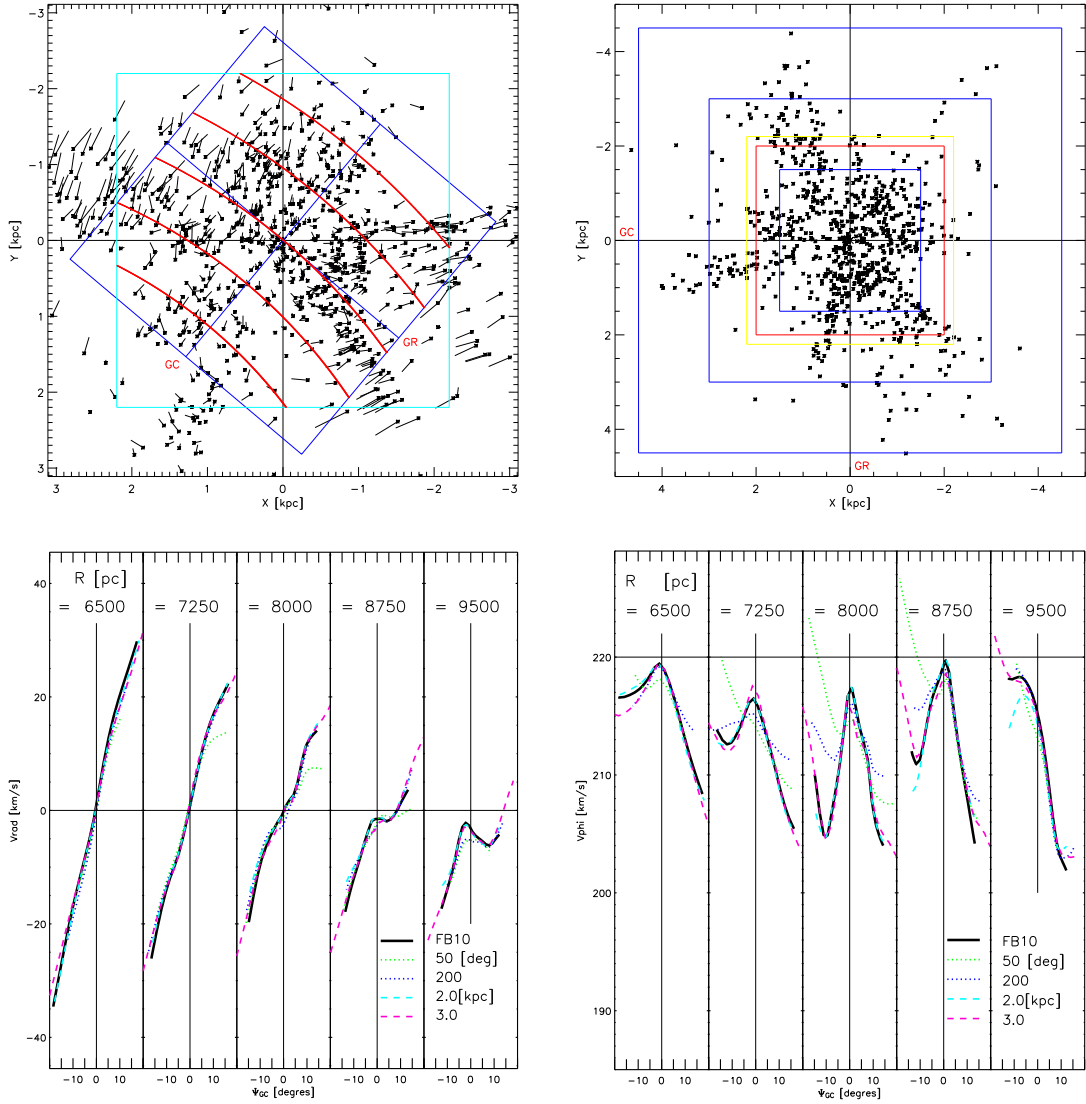 -3
-2
-1
0
1
2
3
Y [kpc]
GC
GR
3 2 1 0 -1 -2 -3
X [kpc]
-4
-2
0
2
4
Y [kpc]
GC
GR
4 2 0 -2 -4
X [kpc]
40
20
0
-20
-40
Vrad [km/s]
R [pc]
= 6500 = 7250 = 8000 = 8750 = 9500
FB10
50 [deg]
200
2.0[kpc]
3.0
-10 0 10 -10 0 10 -10 0 10 -10 0 10 -10 0 10
ΨGC [degres]
220
210
200
190
Vphi [km/s]
R [pc]
= 6500 = 7250 = 8000 = 8750 = 9500
FB10
50 [deg]
200
2.0[kpc]
3.0
-10 0 10 -10 0 10 -10 0 10 -10 0 10 -10 0 10
ΨGC [degres]